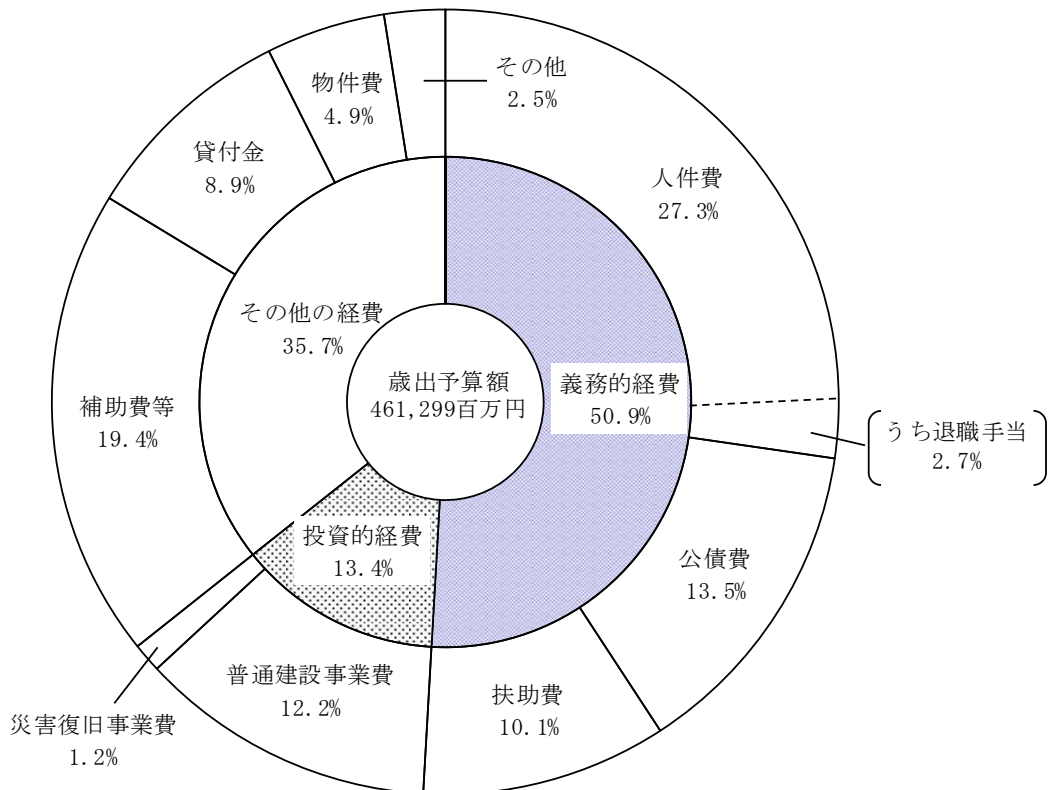 その他
2.5%
物件費
4.9%
貸付金
8.9%
人件費
27.3%
その他の経費
35.7%
歳出予算額
461,299百万円
義務的経費
50.9%
補助費等
19.4%
うち退職手当
2.7%
投資的経費
13.4%
公債費
13.5%
普通建設事業費
12.2%
扶助費
10.1%
災害復旧事業費
1.2%